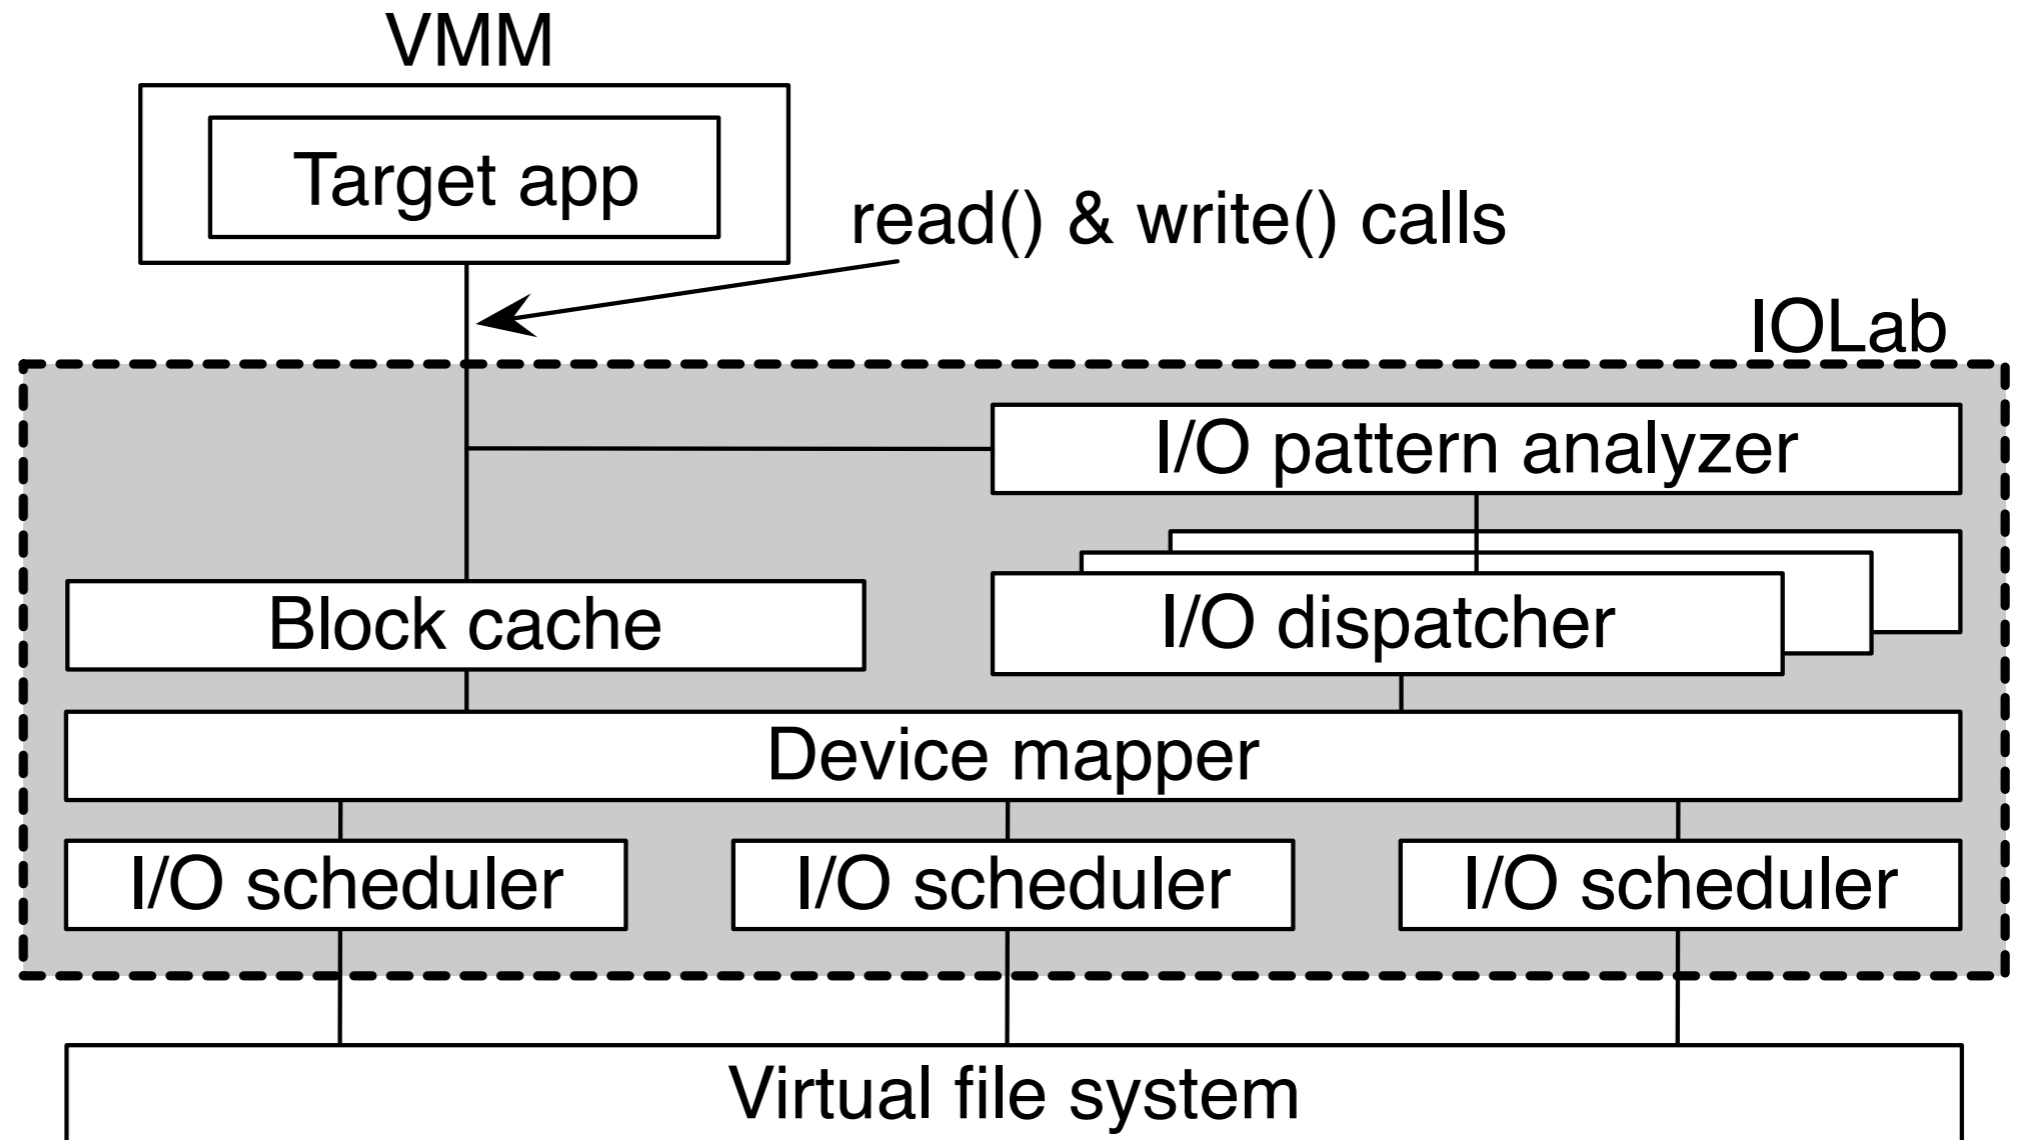 VMM
Target app
read() & write() calls
IOLab
I/O pattern analyzer
Block cache
I/O dispatcher
Device mapper
I/O scheduler
I/O scheduler
I/O scheduler
Virtual file system